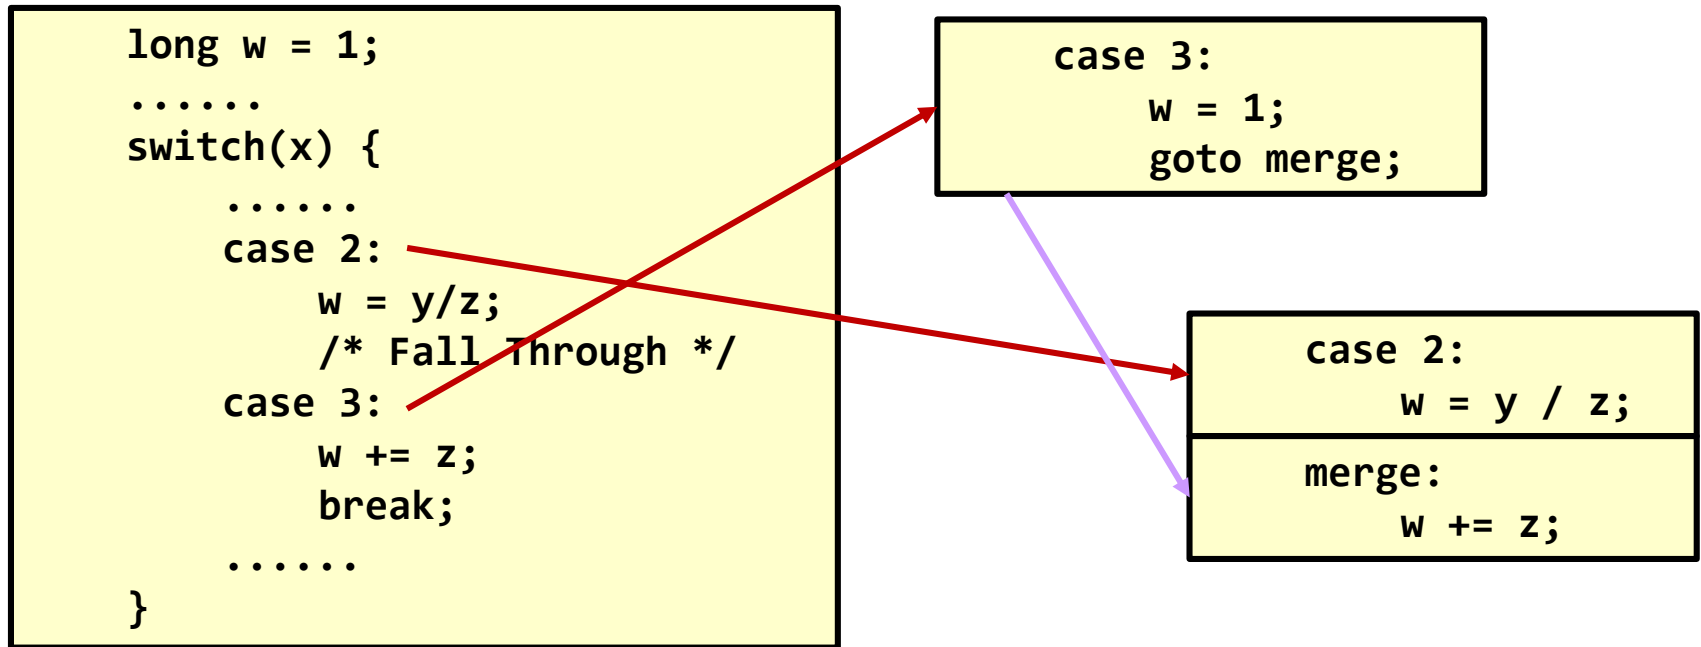 long w = 1;
......
switch(x) {
......
case 2:
w = y/z;
/* Fall Through */
case 3:
w += z;
break;
......
}
case 3:
w = 1;
goto merge;
case 2:
w = y / z;
merge:
w += z;